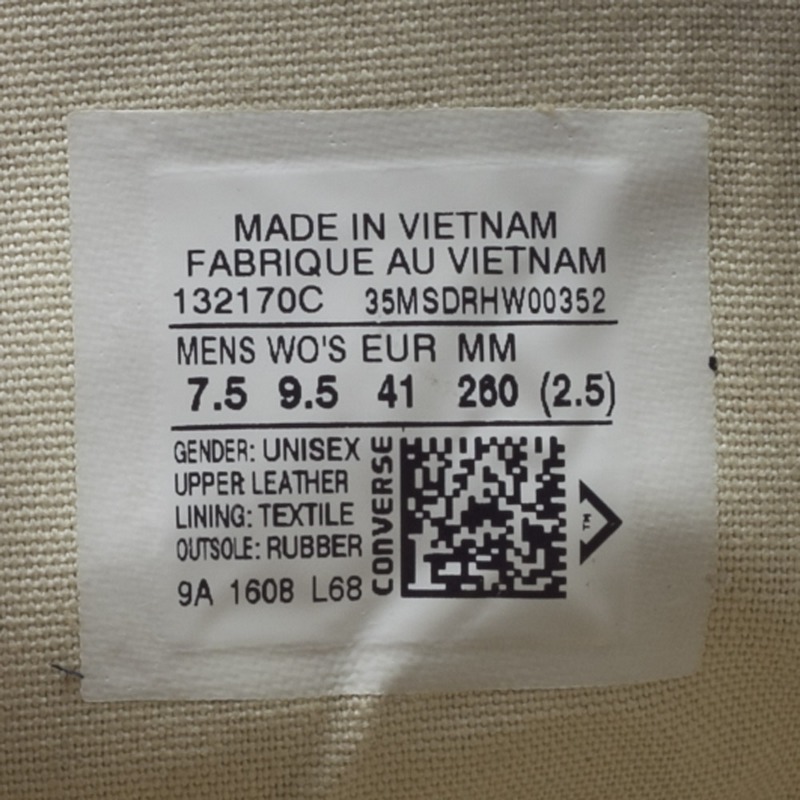 MADE IN VIETNAM
FABRIQUE AU VIETNAM
132170C 35MSDRHW00352
MENS WO'S EUR MM
7.5 9.5 41 260 (2.5)
GENDER: UNISEX
UPPER LEATHER
LINING: TEXTILE
OUTSOLE: RUBBER
9A 1608 L68
CONVERSE
TM